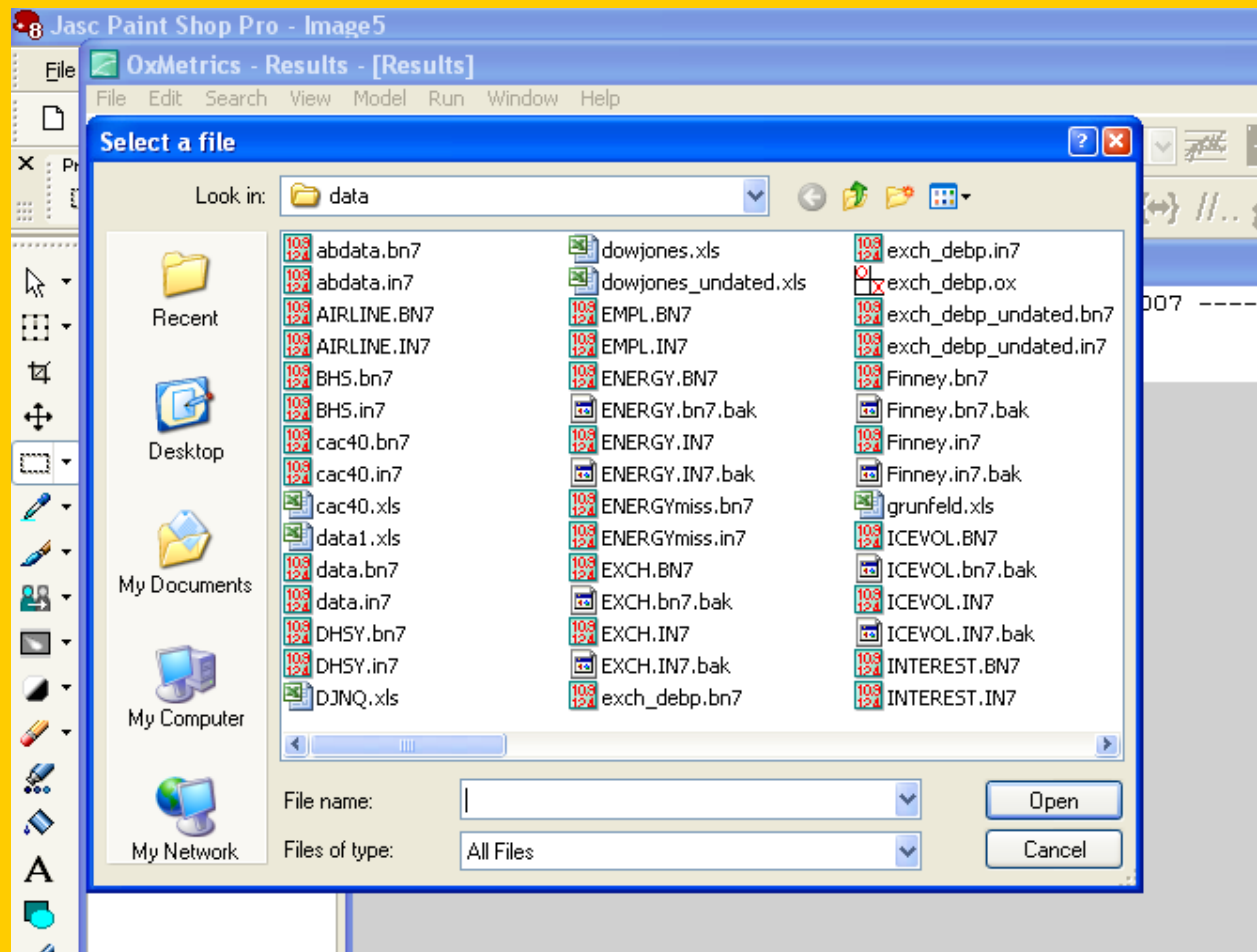 Jasc Paint Shop Pro - Image5
File
OxMetrics - Results - [Results]
File Edit Search View Model Run Window Help
Select a file
Look in: data
Recent
Desktop
My Documents
My Computer
My Network
abdata.bn7
abdata.in7
AIRLINE.BN7
AIRLINE.IN7
BHS.bn7
BHS.in7
cac40.bn7
cac40.in7
cac40.xls
data1.xls
data.bn7
data.in7
DHSY.bn7
DHSY.in7
DJNQ.xls
dowjones.xls
dowjones_undated.xls
EMPL.BN7
EMPL.IN7
ENERGY.BN7
ENERGY.bn7.bak
ENERGY.IN7
ENERGY.IN7.bak
ENERGYmiss.bn7
ENERGYmiss.in7
EXCH.BN7
EXCH.bn7.bak
EXCH.IN7
EXCH.IN7.bak
exch_debp.bn7
exch_debp.in7
exch_debp.ox
exch_debp_undated.bn7
exch_debp_undated.in7
Finney.bn7
Finney.bn7.bak
Finney.in7
Finney.in7.bak
grunfeld.xls
ICEVOL.BN7
ICEVOL.bn7.bak
ICEVOL.IN7
ICEVOL.IN7.bak
INTEREST.BN7
INTEREST.IN7
File name:
Open
Files of type: All Files
Cancel
007 ----